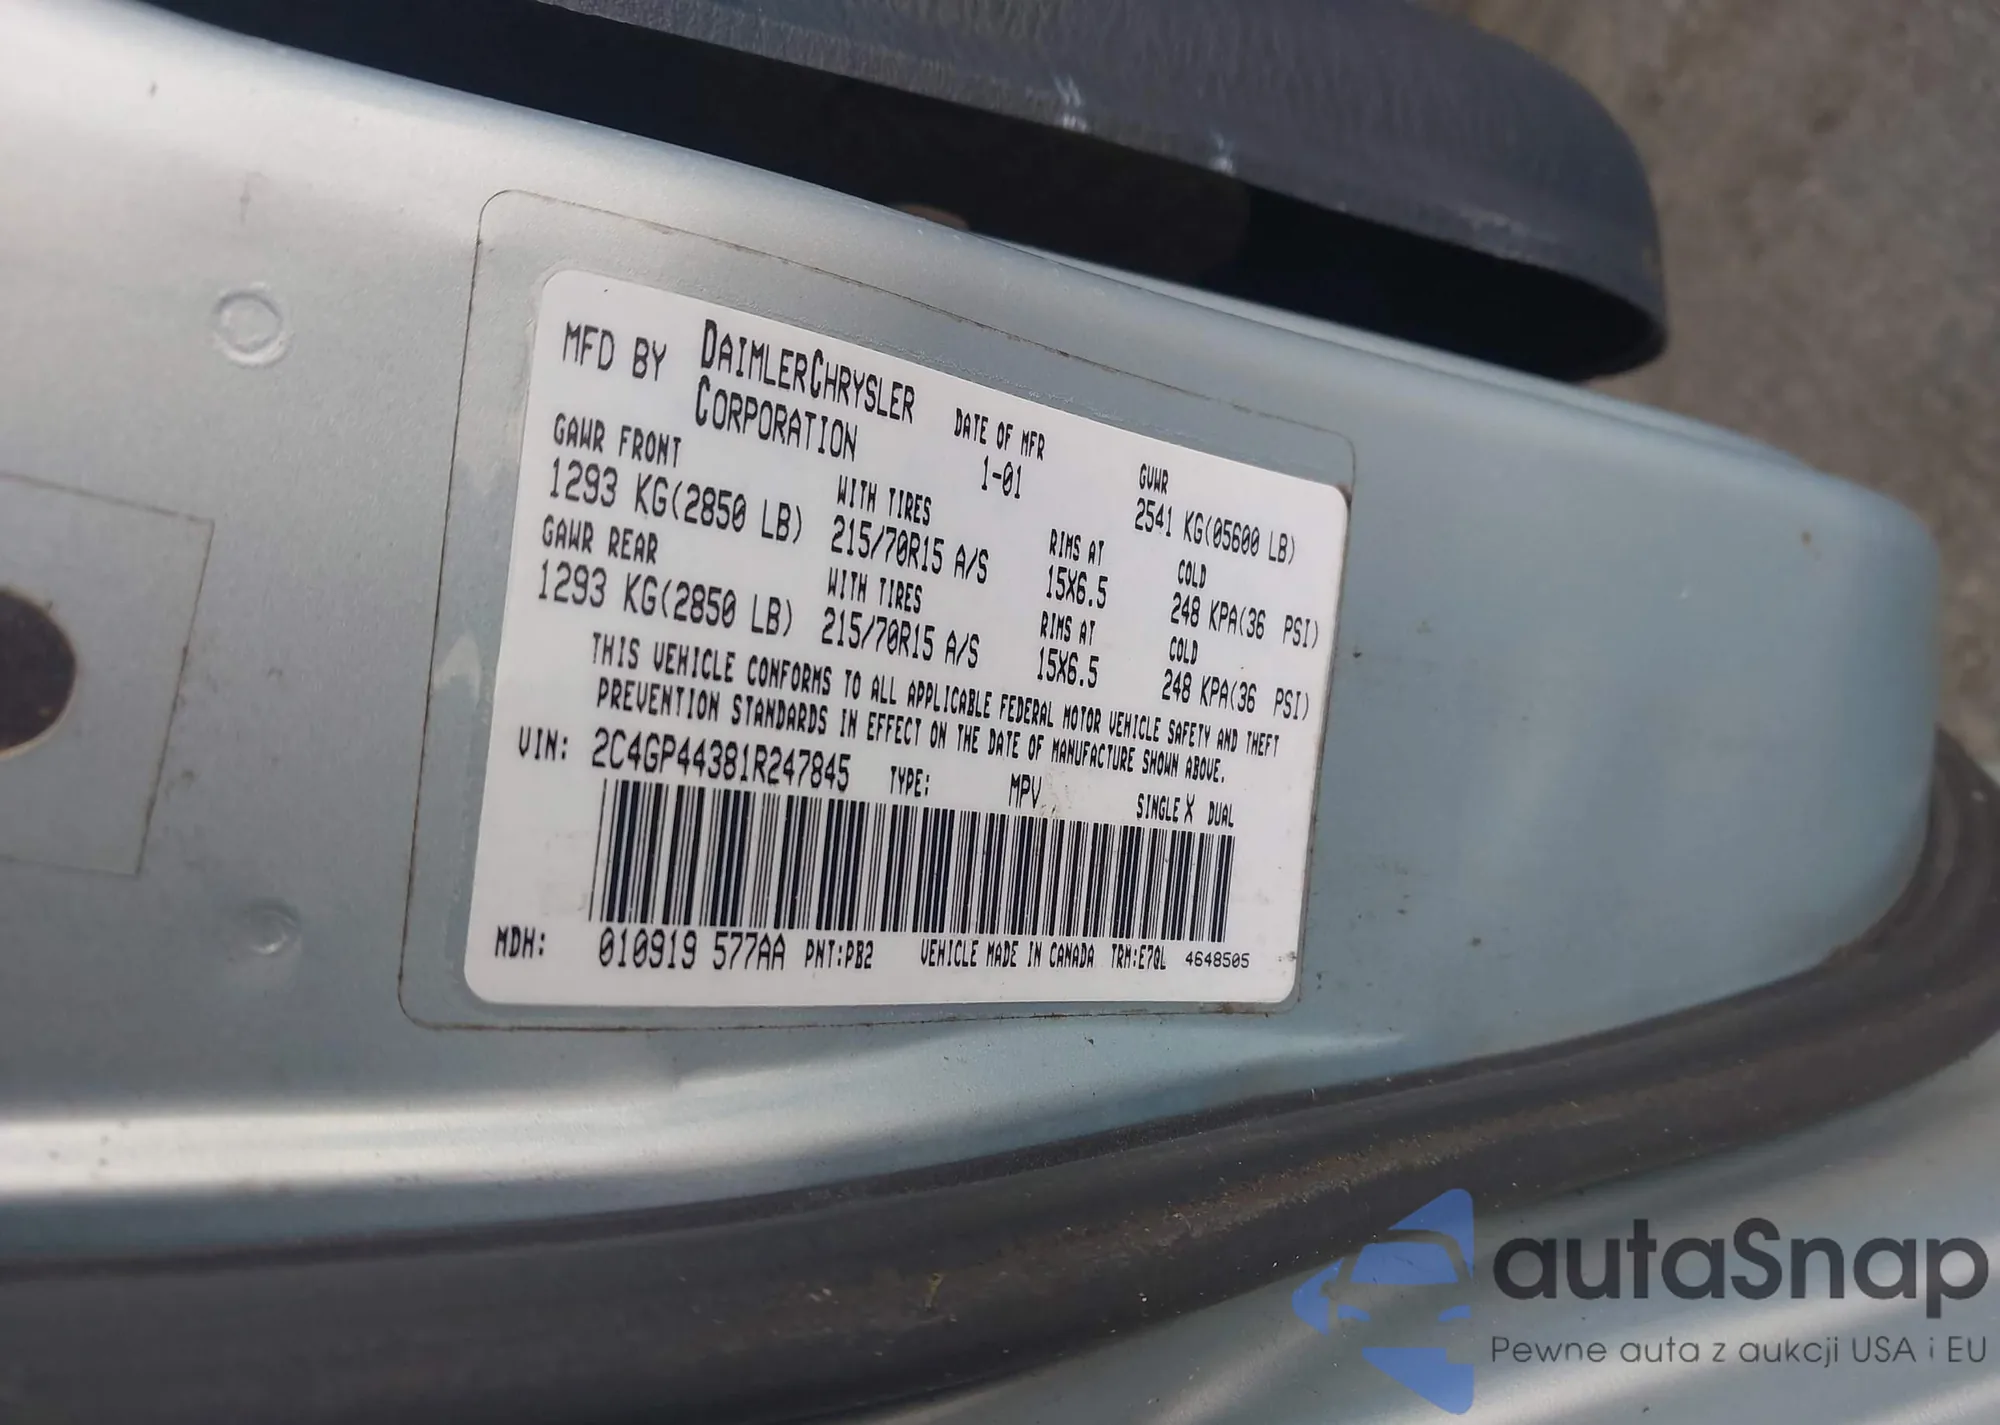 MFD BY DAIMLERCHRYSLER CORPORATION
DATE OF MFR 1-01
GVWR 2541 KG(05600 LB)
GAWR FRONT WITH TIRES RIMS AT COLD
1293 KG(2850 LB) 215/70R15 A/S 15X6.5 248 KPA(36 PSI)
GAWR REAR WITH TIRES RIMS AT COLD
1293 KG(2850 LB) 215/70R15 A/S 15X6.5 248 KPA(36 PSI)
THIS VEHICLE CONFORMS TO ALL APPLICABLE FEDERAL MOTOR VEHICLE SAFETY AND THEFT
PREVENTION STANDARDS IN EFFECT ON THE DATE OF MANUFACTURE SHOWN ABOVE.
VIN: 2C4GP44381R247845 TYPE: MPV SINGLE X DUAL
MDH: 010919 577AA PNT:PB2 VEHICLE MADE IN CANADA TRM:E7QL 4648505
autaSnap
Pewne auta z aukcji USA i EU